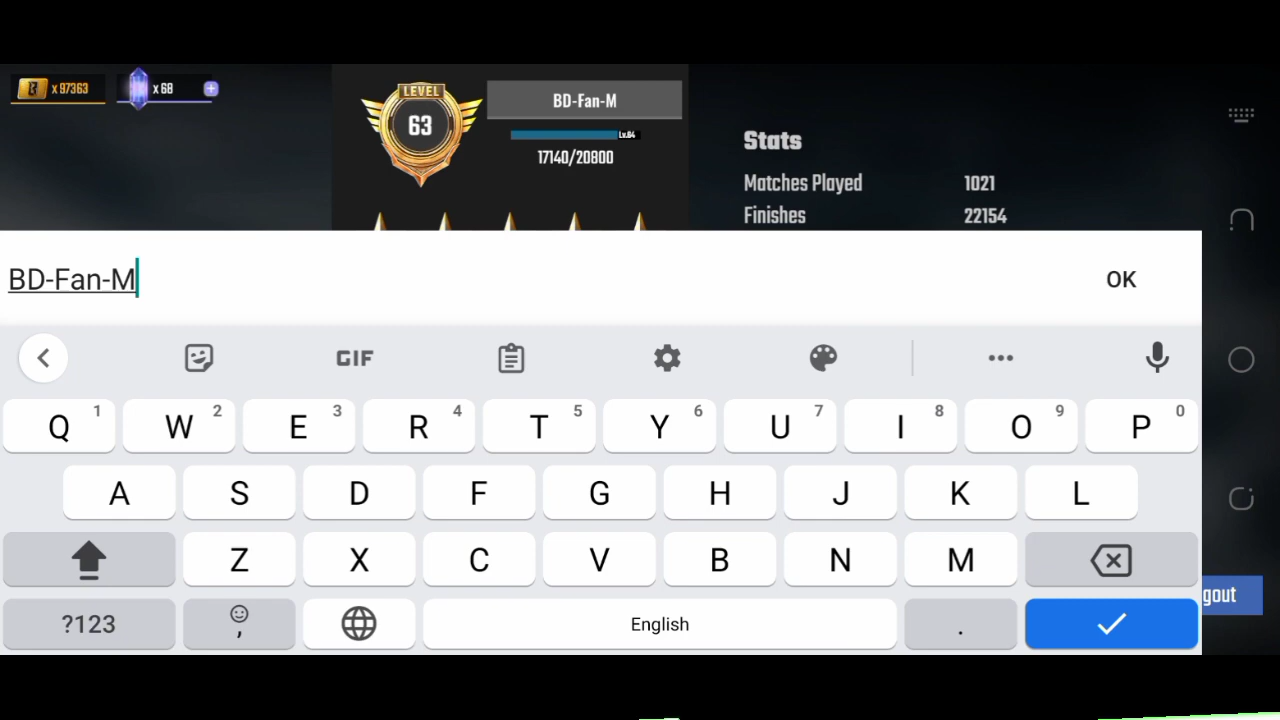 x 97363
x 68
LEVEL
63
BD-Fan-M
Lv.64
17140/20800
Stats
Matches Played 1021
Finishes 22154
BD-Fan-M
OK
GIF
Q 1 W 2 E 3 R 4 T 5 Y 6 U 7 I 8 O 9 P 0
A S D F G H J K L
Z X C V B N M
?123 , English .
gout